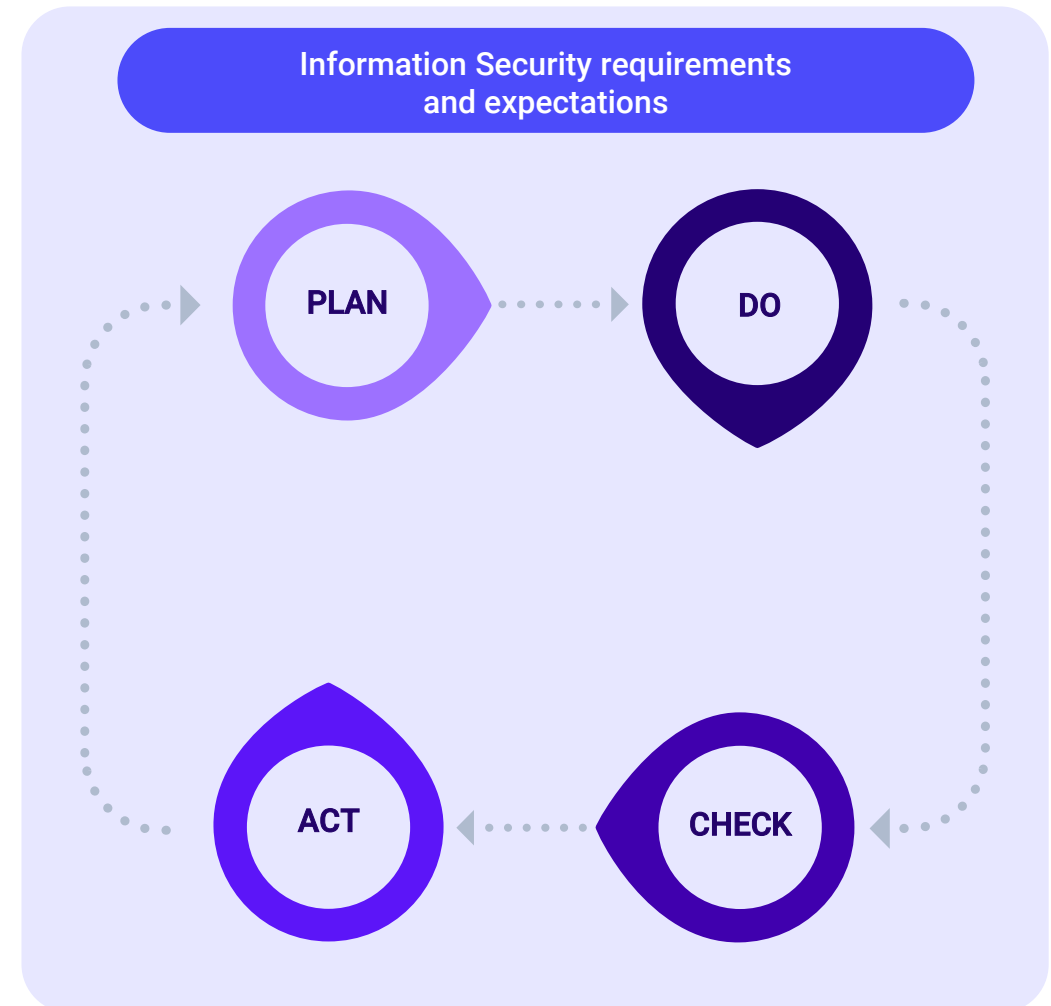 Information Security requirements
and expectations
PLAN
DO
ACT
CHECK